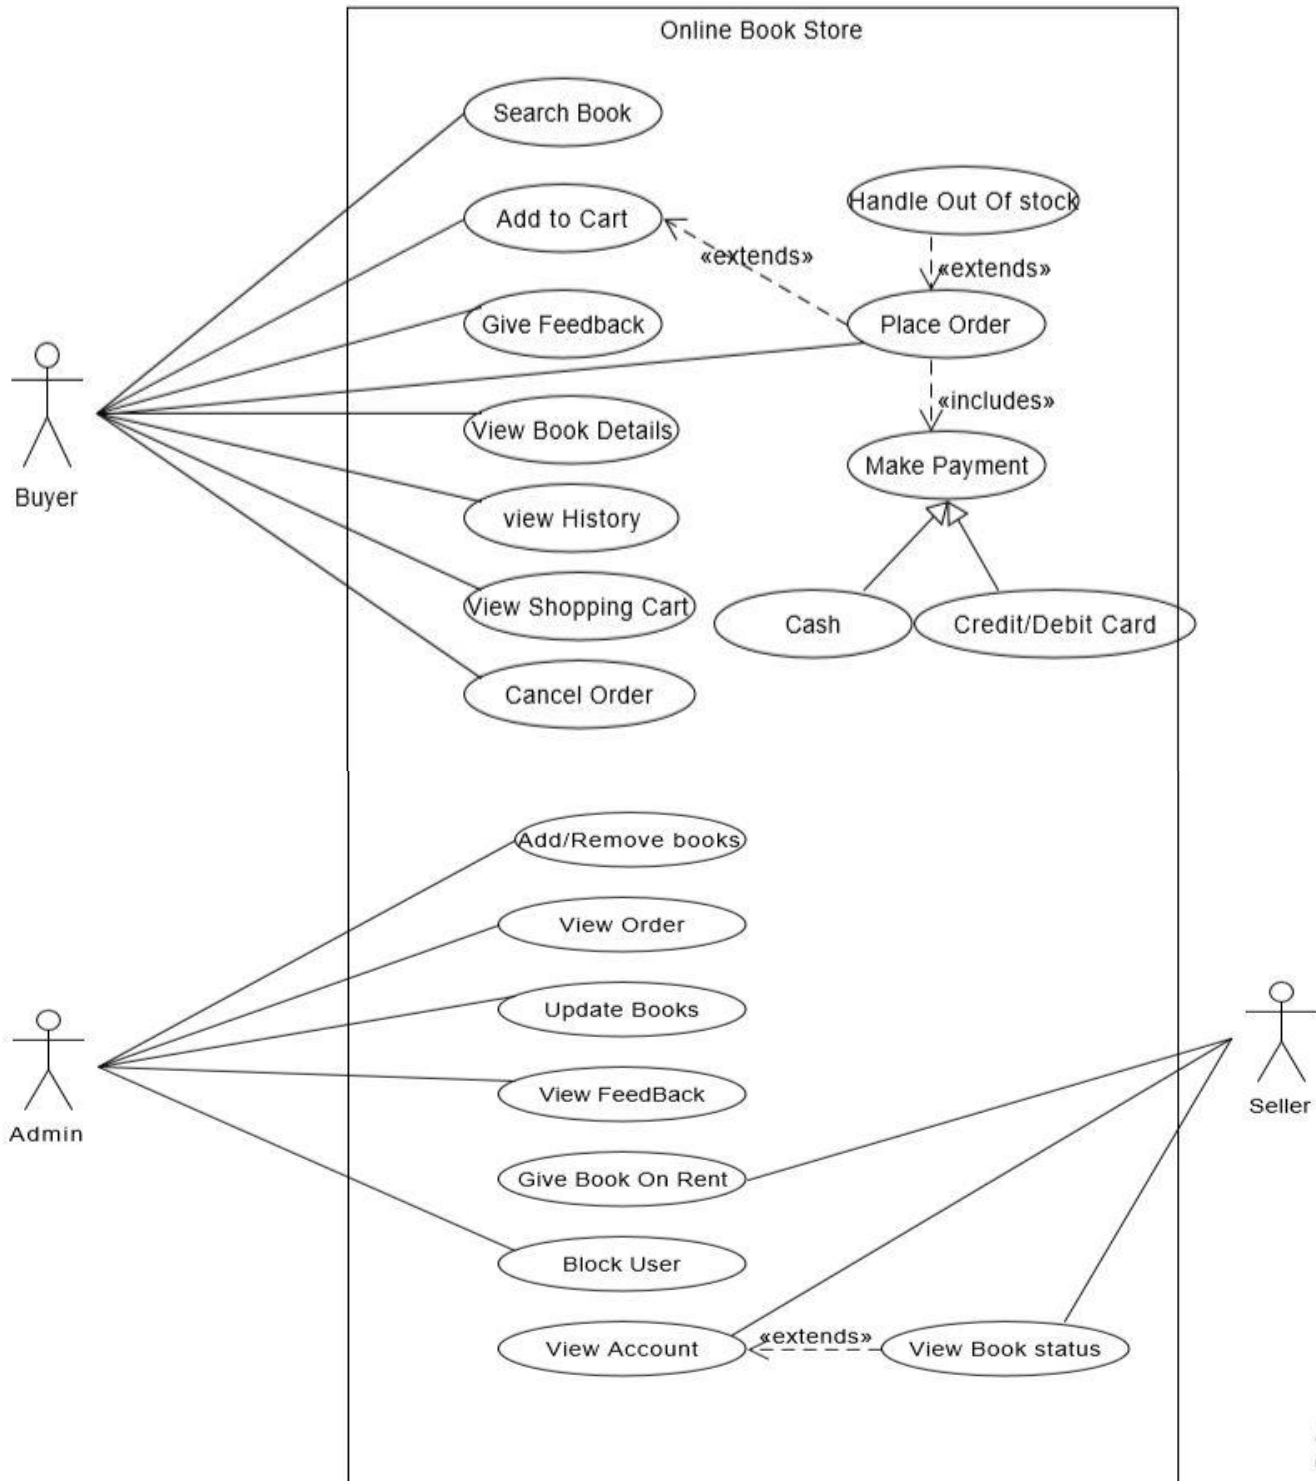 Online Book Store
Search Book
Handle Out Of stock
Add to Cart
«extends»
«extends»
Give Feedback
Place Order
«includes»
View Book Details
Make Payment
Buyer
view History
View Shopping Cart
Cash
Credit/Debit Card
Cancel Order
Add/Remove books
View Order
Update Books
View FeedBack
Seller
Admin
Give Book On Rent
Block User
«extends»
View Account
View Book status